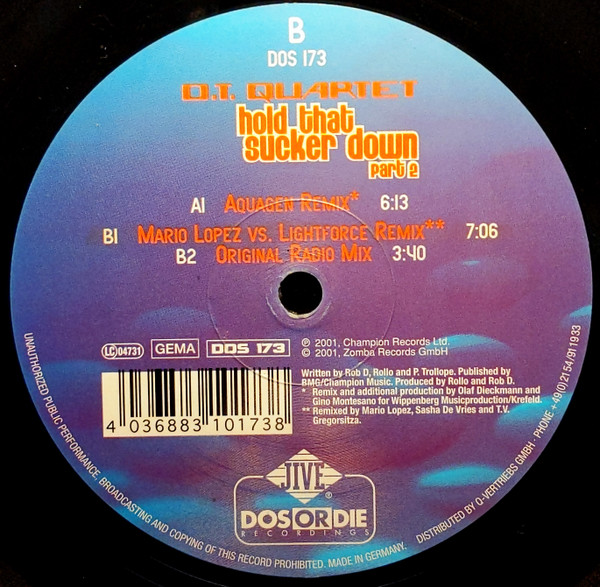 B
DOS 173
O.T. QUARTET
hold that
sucker down
part 2
A1 AQUAGEN REMIX* 6:13
B1 MARIO LOPEZ VS. LIGHTFORCE REMIX** 7:06
B2 ORIGINAL RADIO MIX 3:40
LC 04731 GEMA DOS 173
℗ 2001, Champion Records Ltd.
© 2001, Zomba Records GmbH
Written by Rob D, Rollo and P. Trollope. Published by
BMG/Champion Music. Produced by Rollo and Rob D.
* Remix and additional production by Olaf Dieckmann and
Gino Montesano for Wippenberg Musicproduction/Krefeld.
** Remixed by Mario Lopez, Sasha De Vries and T.V.
Gregorsitza.
4 036883 101738
JIVE ®
DOS OR DIE
RECORDINGS
UNAUTHORIZED PUBLIC PERFORMANCE, BROADCASTING AND COPYING OF THIS RECORD PROHIBITED. MADE IN GERMANY. DISTRIBUTED BY Q-VERTRIEBS GMBH · PHONE +49(0)2154/911933